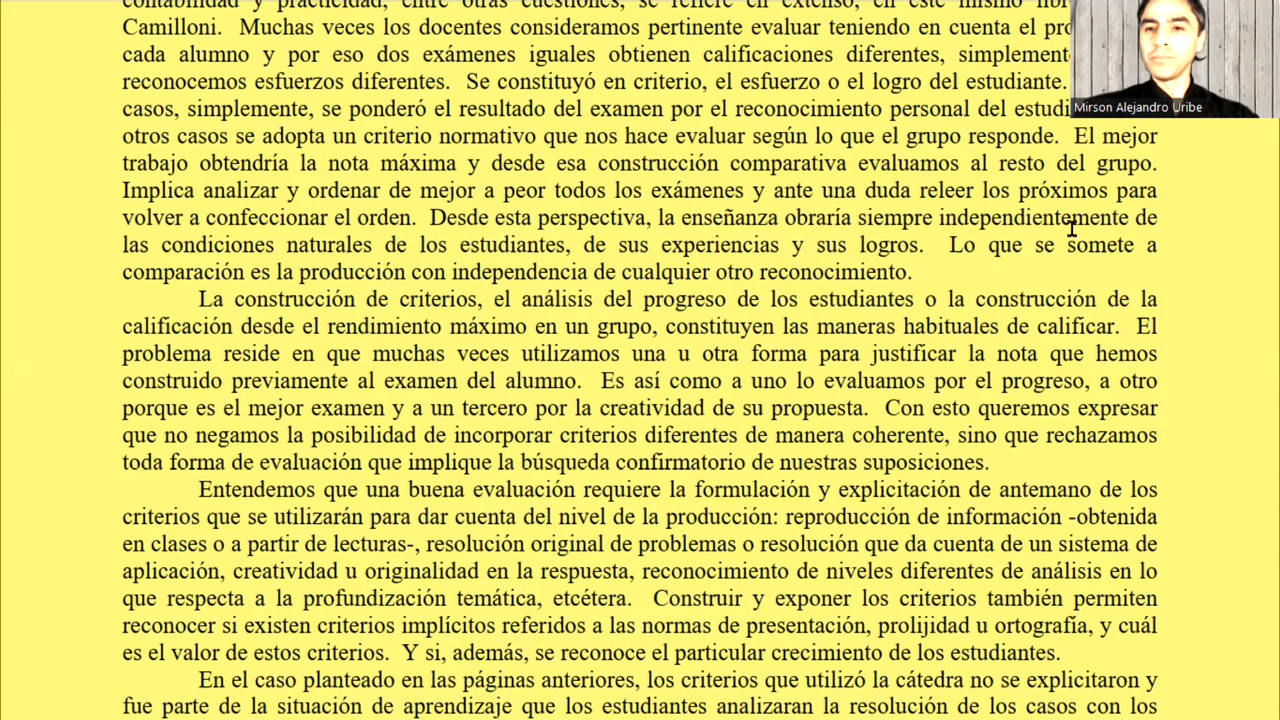 contabilidad y practicidad, entre otras cuestiones, se refiere en extenso, en este mismo
Camilloni.  Muchas veces los docentes consideramos pertinente evaluar teniendo en cuenta el
cada alumno y por eso dos exámenes iguales obtienen calificaciones diferentes,
reconocemos esfuerzos diferentes.  Se constituyó en criterio, el esfuerzo o el logro del estudiante.
casos, simplemente, se ponderó el resultado del examen por el reconocimiento personal del
otros casos se adopta un criterio normativo que nos hace evaluar según lo que el grupo responde.  El mejor
trabajo obtendría la nota máxima y desde esa construcción comparativa evaluamos al resto del grupo.
Implica analizar y ordenar de mejor a peor todos los exámenes y ante una duda releer los próximos para
volver a confeccionar el orden.  Desde esta perspectiva, la enseñanza obraría siempre independientemente de
las condiciones naturales de los estudiantes, de sus experiencias y sus logros.  Lo que se somete a
comparación es la producción con independencia de cualquier otro reconocimiento.
La construcción de criterios, el análisis del progreso de los estudiantes o la construcción de la
calificación desde el rendimiento máximo en un grupo, constituyen las maneras habituales de calificar.  El
problema reside en que muchas veces utilizamos una u otra forma para justificar la nota que hemos
construido previamente al examen del alumno.  Es así como a uno lo evaluamos por el progreso, a otro
porque es el mejor examen y a un tercero por la creatividad de su propuesta.  Con esto queremos expresar
que no negamos la posibilidad de incorporar criterios diferentes de manera coherente, sino que rechazamos
toda forma de evaluación que implique la búsqueda confirmatorio de nuestras suposiciones.
Entendemos que una buena evaluación requiere la formulación y explicitación de antemano de los
criterios que se utilizarán para dar cuenta del nivel de la producción: reproducción de información -obtenida
en clases o a partir de lecturas-, resolución original de problemas o resolución que da cuenta de un sistema de
aplicación, creatividad u originalidad en la respuesta, reconocimiento de niveles diferentes de análisis en lo
que respecta a la profundización temática, etcétera.  Construir y exponer los criterios también permiten
reconocer si existen criterios implícitos referidos a las normas de presentación, prolijidad u ortografía, y cuál
es el valor de estos criterios.  Y si, además, se reconoce el particular crecimiento de los estudiantes.
En el caso planteado en las páginas anteriores, los criterios que utilizó la cátedra no se explicitaron y
fue parte de la situación de aprendizaje que los estudiantes analizaran la resolución de los casos con los
Mirson Alejandro Uribe